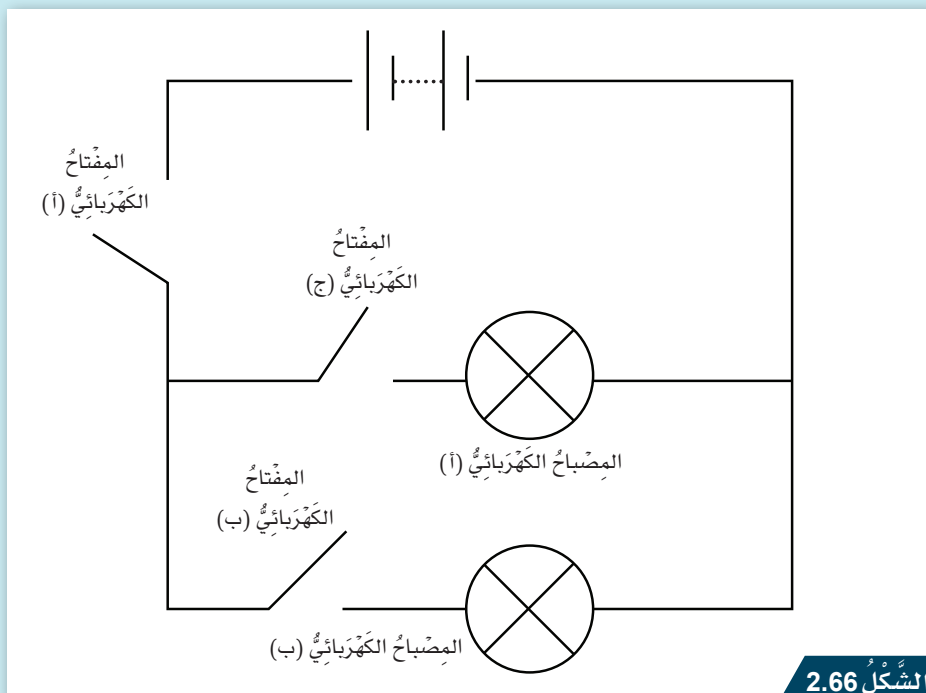 المِفْتاحُ
الكَهْرَبائِيُّ (أ)
المِفْتاحُ
الكَهْرَبائِيُّ (ج)
المِصْباحُ الكَهْرَبائِيُّ (أ)
المِفْتاحُ
الكَهْرَبائِيُّ (ب)
المِصْباحُ الكَهْرَبائِيُّ (ب)
الشَّكْلُ 2.66